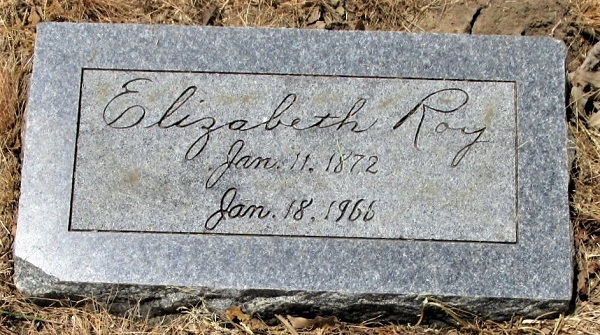 Elizabeth Roy
Jan. 11. 1872
Jan. 18. 1966